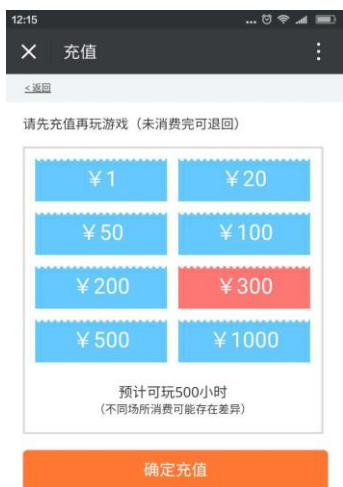 12:15
充值
<返回
请先充值再玩游戏（未消费完可退回）
￥1 ￥20
￥50 ￥100
￥200 ￥300
￥500 ￥1000
预计可玩500小时
（不同场所消费可能存在差异）
确定充值